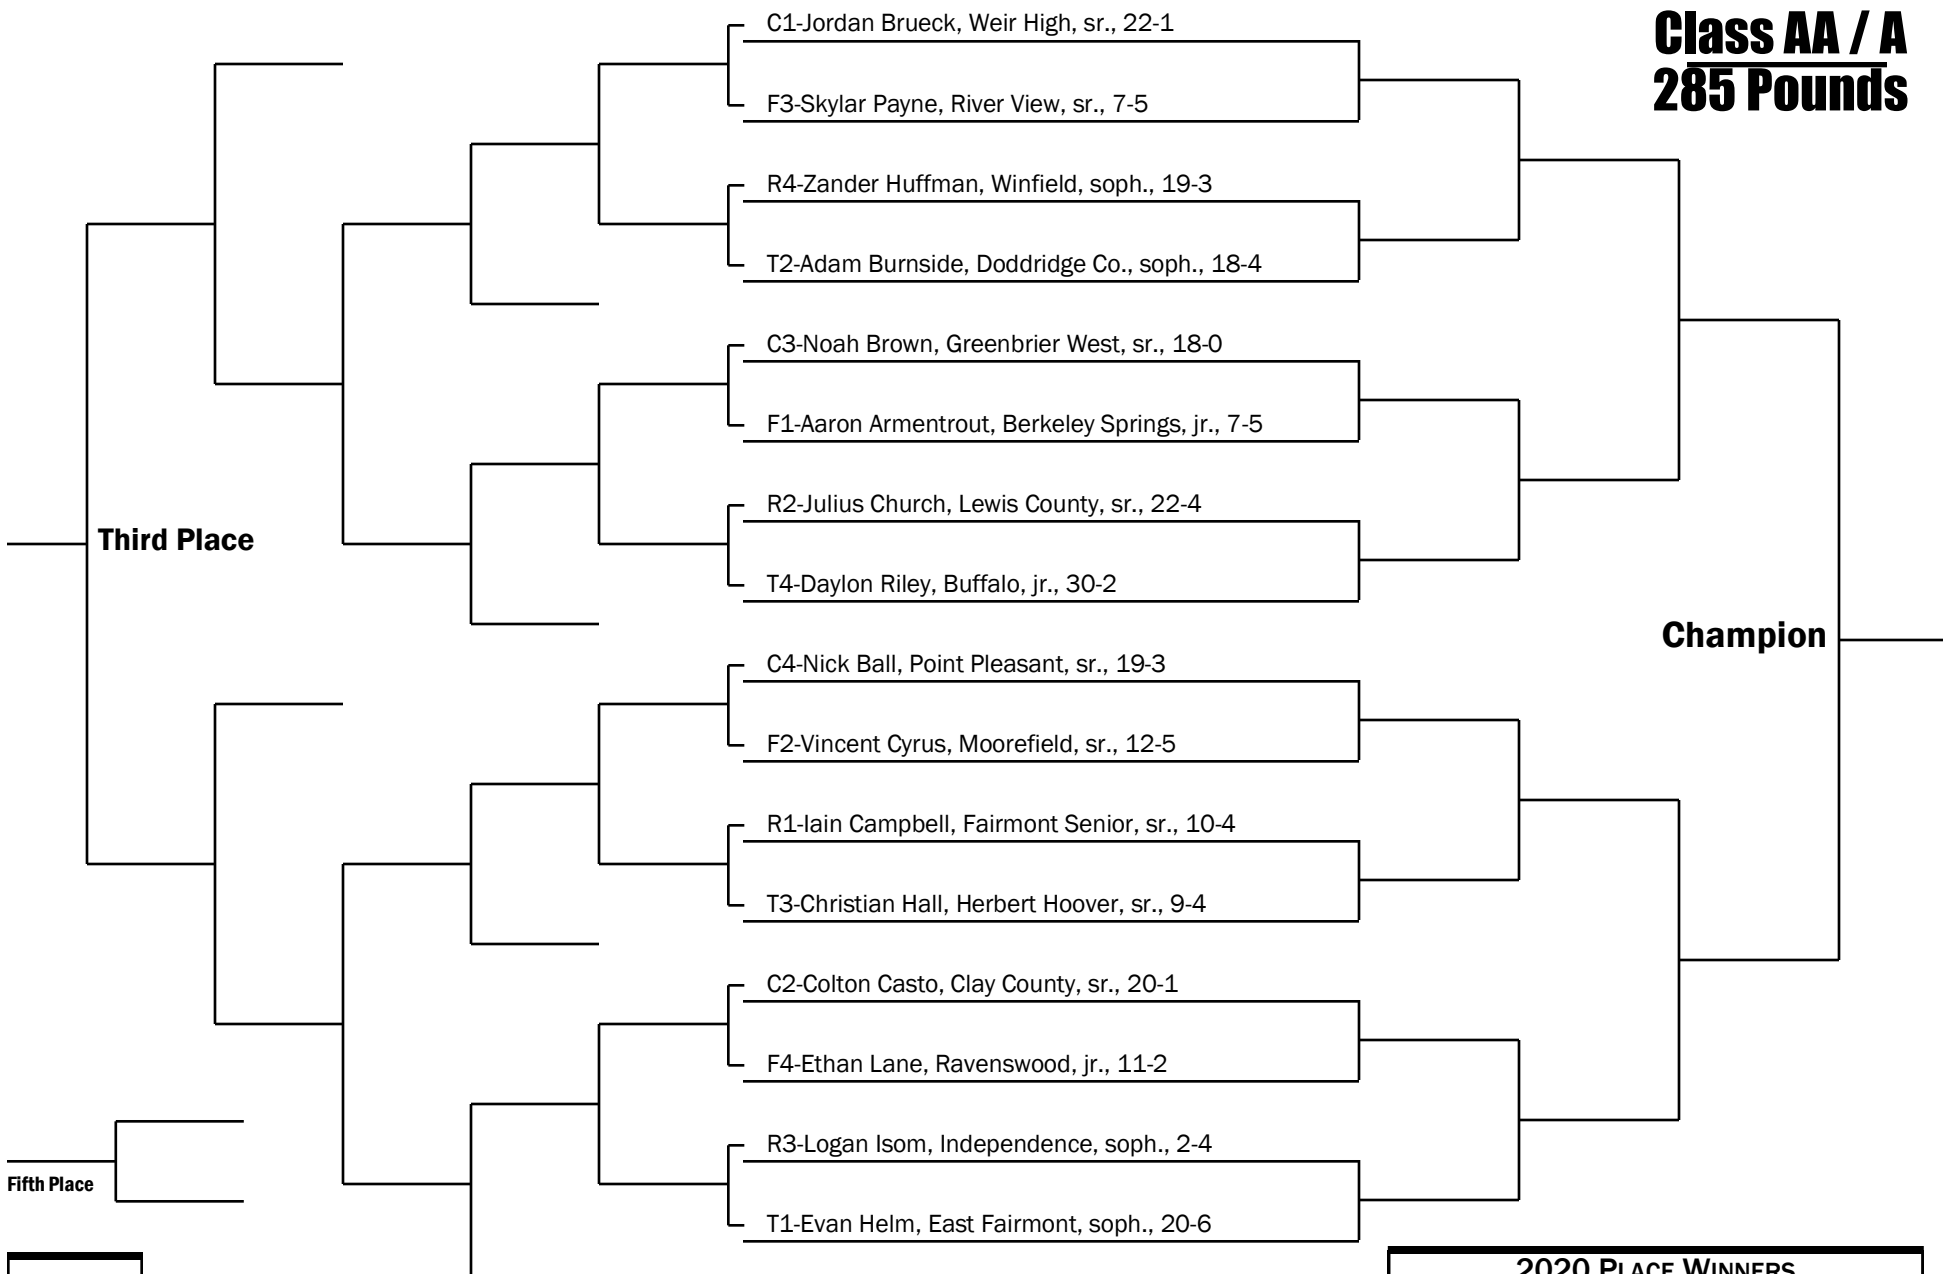 Class AA / A
285 Pounds
C1-Jordan Brueck, Weir High, sr., 22-1
F3-Skylar Payne, River View, sr., 7-5
R4-Zander Huffman, Winfield, soph., 19-3
T2-Adam Burnside, Doddridge Co., soph., 18-4
C3-Noah Brown, Greenbrier West, sr., 18-0
F1-Aaron Armentrout, Berkeley Springs, jr., 7-5
R2-Julius Church, Lewis County, sr., 22-4
Third Place
T4-Daylon Riley, Buffalo, jr., 30-2
Champion
C4-Nick Ball, Point Pleasant, sr., 19-3
F2-Vincent Cyrus, Moorefield, sr., 12-5
R1-Iain Campbell, Fairmont Senior, sr., 10-4
T3-Christian Hall, Herbert Hoover, sr., 9-4
C2-Colton Casto, Clay County, sr., 20-1
F4-Ethan Lane, Ravenswood, jr., 11-2
R3-Logan Isom, Independence, soph., 2-4
Fifth Place
T1-Evan Helm, East Fairmont, soph., 20-6
2020 PLACE WINNERS